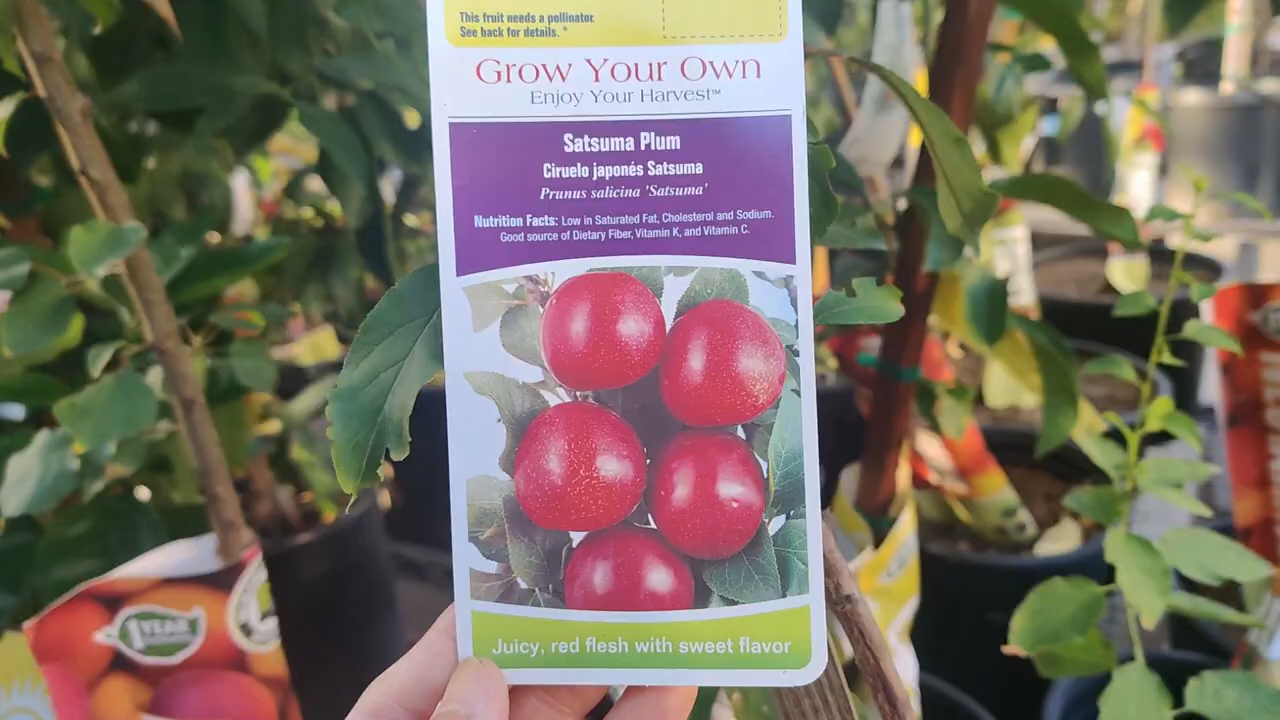 This fruit needs a pollinator.
See back for details. *
Grow Your Own
Enjoy Your Harvest™
Satsuma Plum
Ciruelo japonés Satsuma
Prunus salicina 'Satsuma'
Nutrition Facts: Low in Saturated Fat, Cholesterol and Sodium.
Good source of Dietary Fiber, Vitamin K, and Vitamin C.
Juicy, red flesh with sweet flavor
1 YEAR